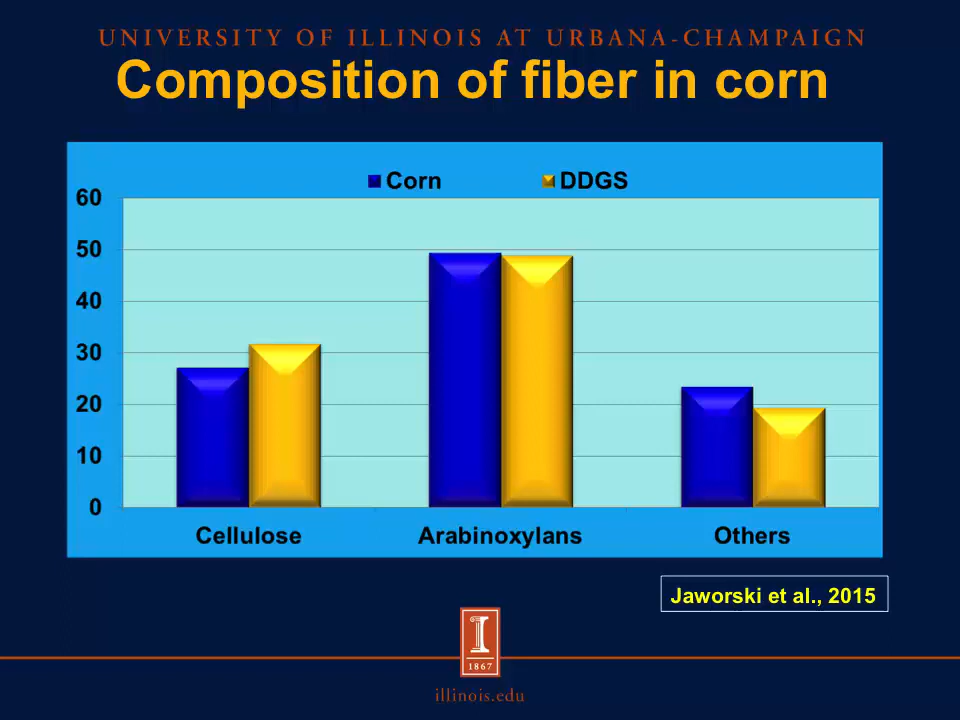 UNIVERSITY OF ILLINOIS AT URBANA-CHAMPAIGN
Composition of fiber in corn
Corn DDGS
60
50
40
30
20
10
0
Cellulose Arabinoxylans Others
Jaworski et al., 2015
I
1867
illinois.edu